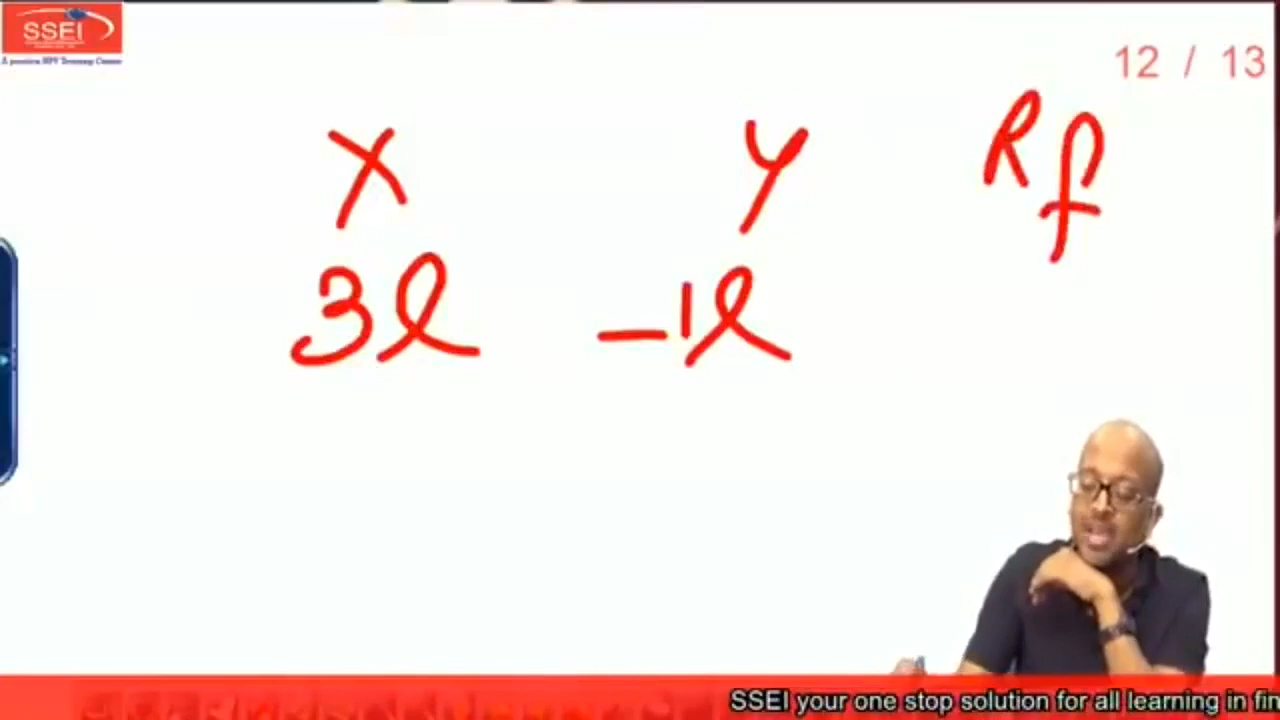 SSEI
12 / 13
X Y Rf
3l -1l
SSEI your one stop solution for all learning in fin